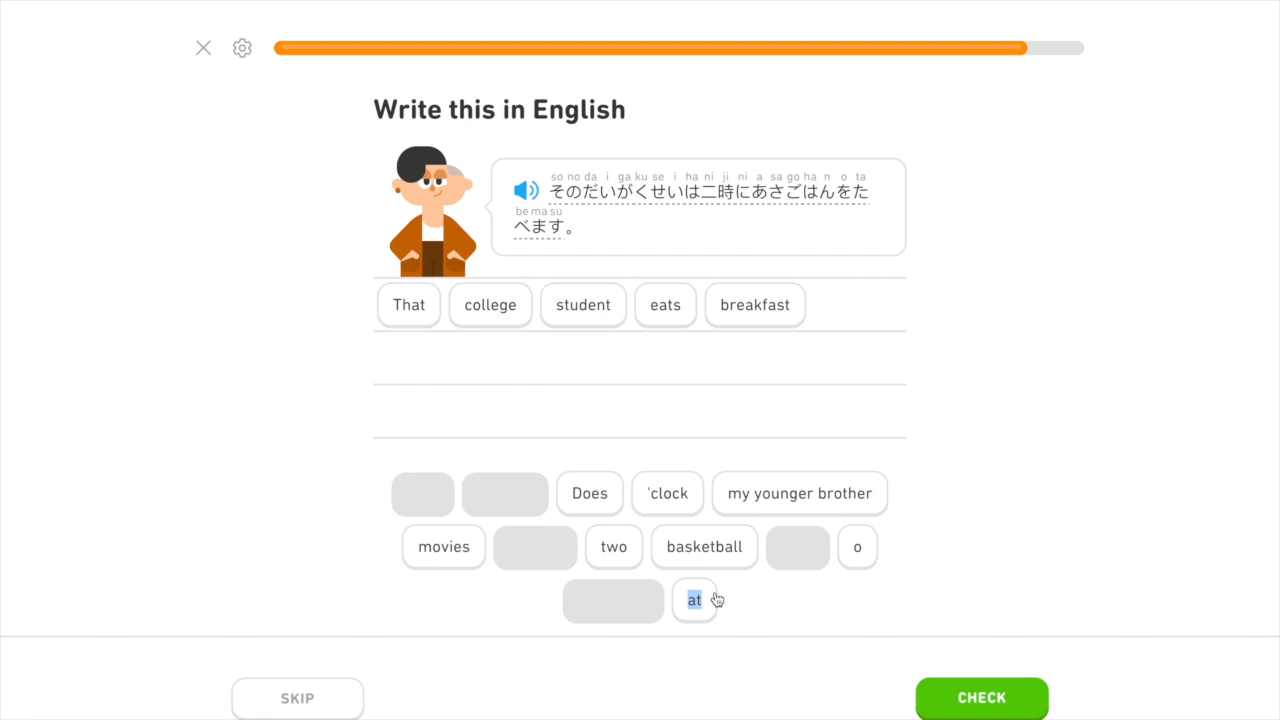 Write this in English
so no da i ga ku se i ha ni ji ni a sa go ha n o ta
そのだいがくせいは二時にあさごはんをた
be ma su
べます。
That college student eats breakfast
Does 'clock my younger brother
movies two basketball o
at
SKIP CHECK